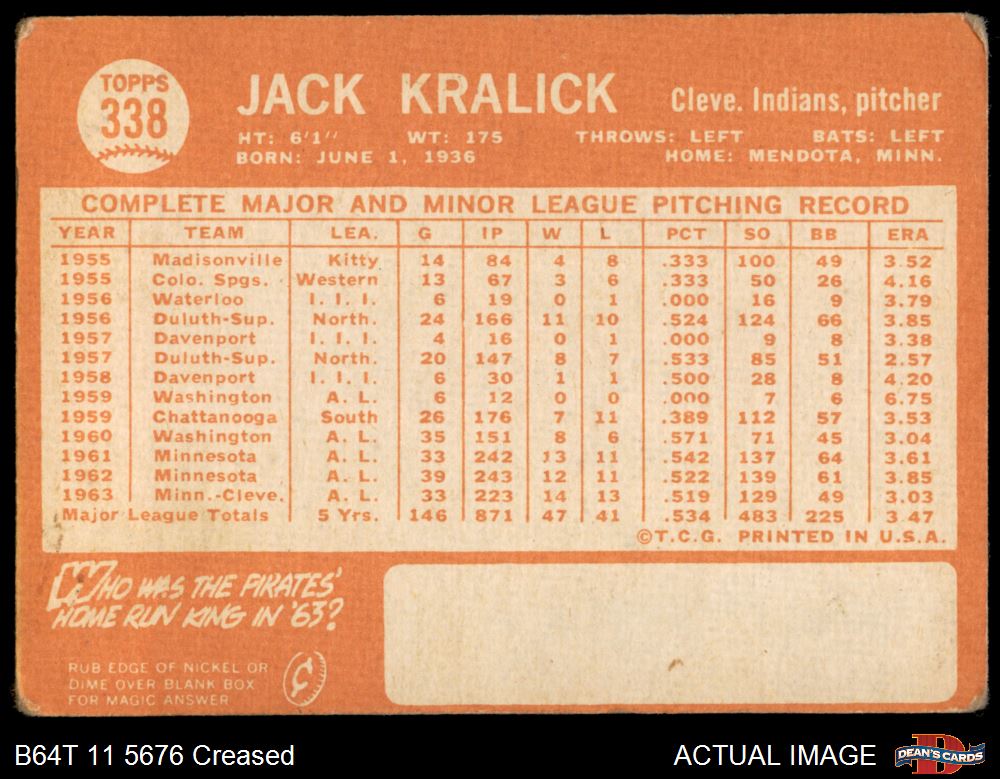 TOPPS
338
JACK KRALICK
Cleve. Indians, pitcher
HT: 6'1" WT: 175 THROWS: LEFT BATS: LEFT
BORN: JUNE 1, 1936 HOME: MENDOTA, MINN.
COMPLETE MAJOR AND MINOR LEAGUE PITCHING RECORD
YEAR TEAM LEA. G IP W L PCT SO BB ERA
1955 Madisonville Kitty 14 84 4 8 .333 100 49 3.52
1955 Colo. Spgs. Western 13 67 3 6 .333 50 26 4.16
1956 Waterloo I. I. I. 6 19 0 1 .000 16 9 3.79
1956 Duluth-Sup. North. 24 166 11 10 .524 124 66 3.85
1957 Davenport I. I. I. 4 16 0 1 .000 9 8 3.38
1957 Duluth-Sup. North. 20 147 8 7 .533 85 51 2.57
1958 Davenport I. I. I. 6 30 1 1 .500 28 8 4.20
1959 Washington A. L. 6 12 0 0 .000 7 6 6.75
1959 Chattanooga South 26 176 7 11 .389 112 57 3.53
1960 Washington A. L. 35 151 8 6 .571 71 45 3.04
1961 Minnesota A. L. 33 242 13 11 .542 137 64 3.61
1962 Minnesota A. L. 39 243 12 11 .522 139 61 3.85
1963 Minn.-Cleve. A. L. 33 223 14 13 .519 129 49 3.03
Major League Totals 5 Yrs. 146 871 47 41 .534 483 225 3.47
©T.C.G. PRINTED IN U.S.A.
WHO WAS THE PIRATES'
HOME RUN KING IN '63?
RUB EDGE OF NICKEL OR
DIME OVER BLANK BOX
FOR MAGIC ANSWER
¢
B64T 11 5676 Creased
ACTUAL IMAGE
DEAN'S CARDS